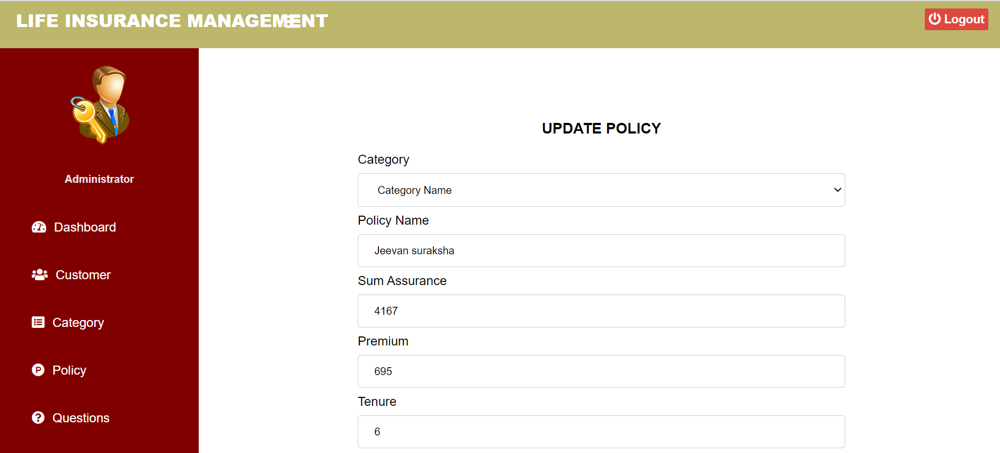 LIFE INSURANCE MANAGEMENT
Logout
Administrator
Dashboard
Customer
Category
Policy
Questions
UPDATE POLICY
Category
Category Name
Policy Name
Jeevan suraksha
Sum Assurance
4167
Premium
695
Tenure
6